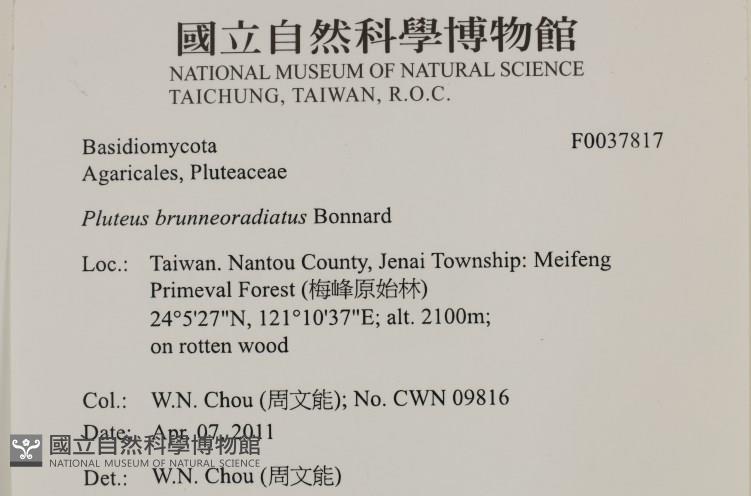 國立自然科學博物館
NATIONAL MUSEUM OF NATURAL SCIENCE
TAICHUNG, TAIWAN, R.O.C.
Basidiomycota F0037817
Agaricales, Pluteaceae
Pluteus brunneoradiatus Bonnard
Loc.: Taiwan. Nantou County, Jenai Township: Meifeng
Primeval Forest (梅峰原始林)
24°5'27"N, 121°10'37"E; alt. 2100m;
on rotten wood
Col.: W.N. Chou (周文能); No. CWN 09816
Date: Apr. 07, 2011
國立自然科學博物館
NATIONAL MUSEUM OF NATURAL SCIENCE
Det.: W.N. Chou (周文能)